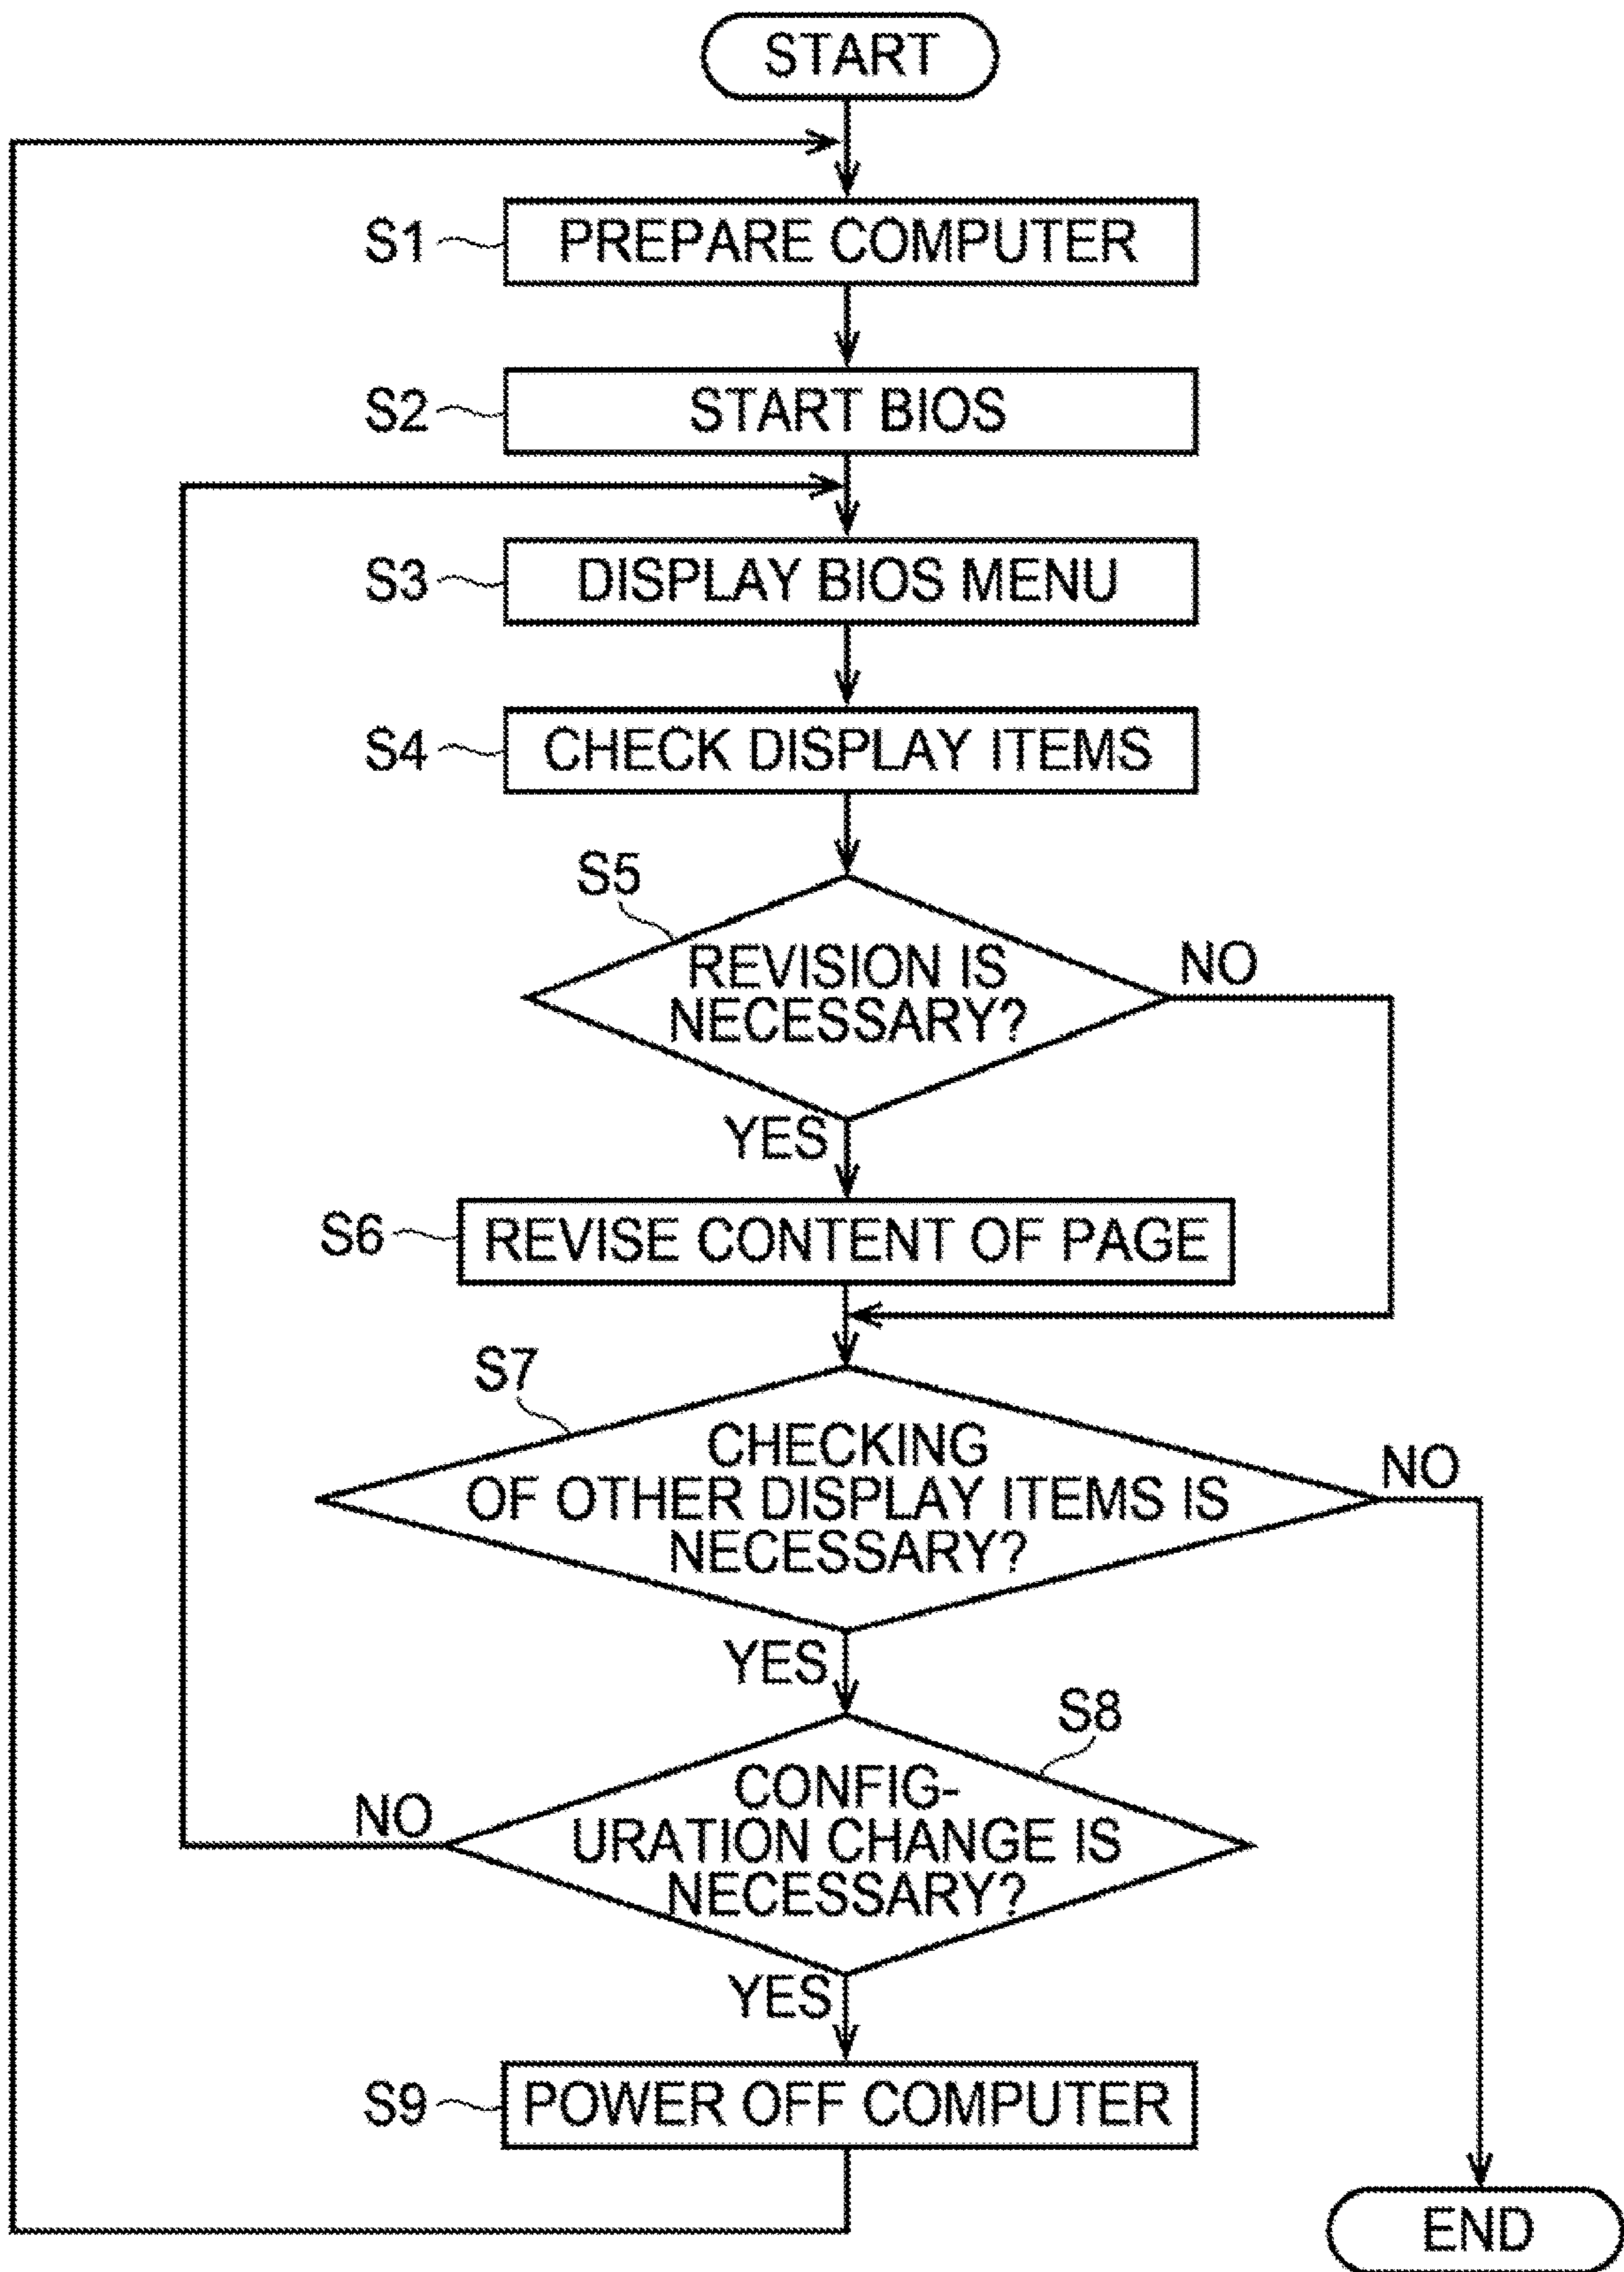 START
S1 PREPARE COMPUTER
S2 START BIOS
S3 DISPLAY BIOS MENU
S4 CHECK DISPLAY ITEMS
S5
REVISION IS
NECESSARY?
NO
YES
S6 REVISE CONTENT OF PAGE
S7
CHECKING
OF OTHER DISPLAY ITEMS IS
NECESSARY?
NO
YES
S8
CONFIG-
URATION CHANGE IS
NECESSARY?
NO
YES
S9 POWER OFF COMPUTER
END